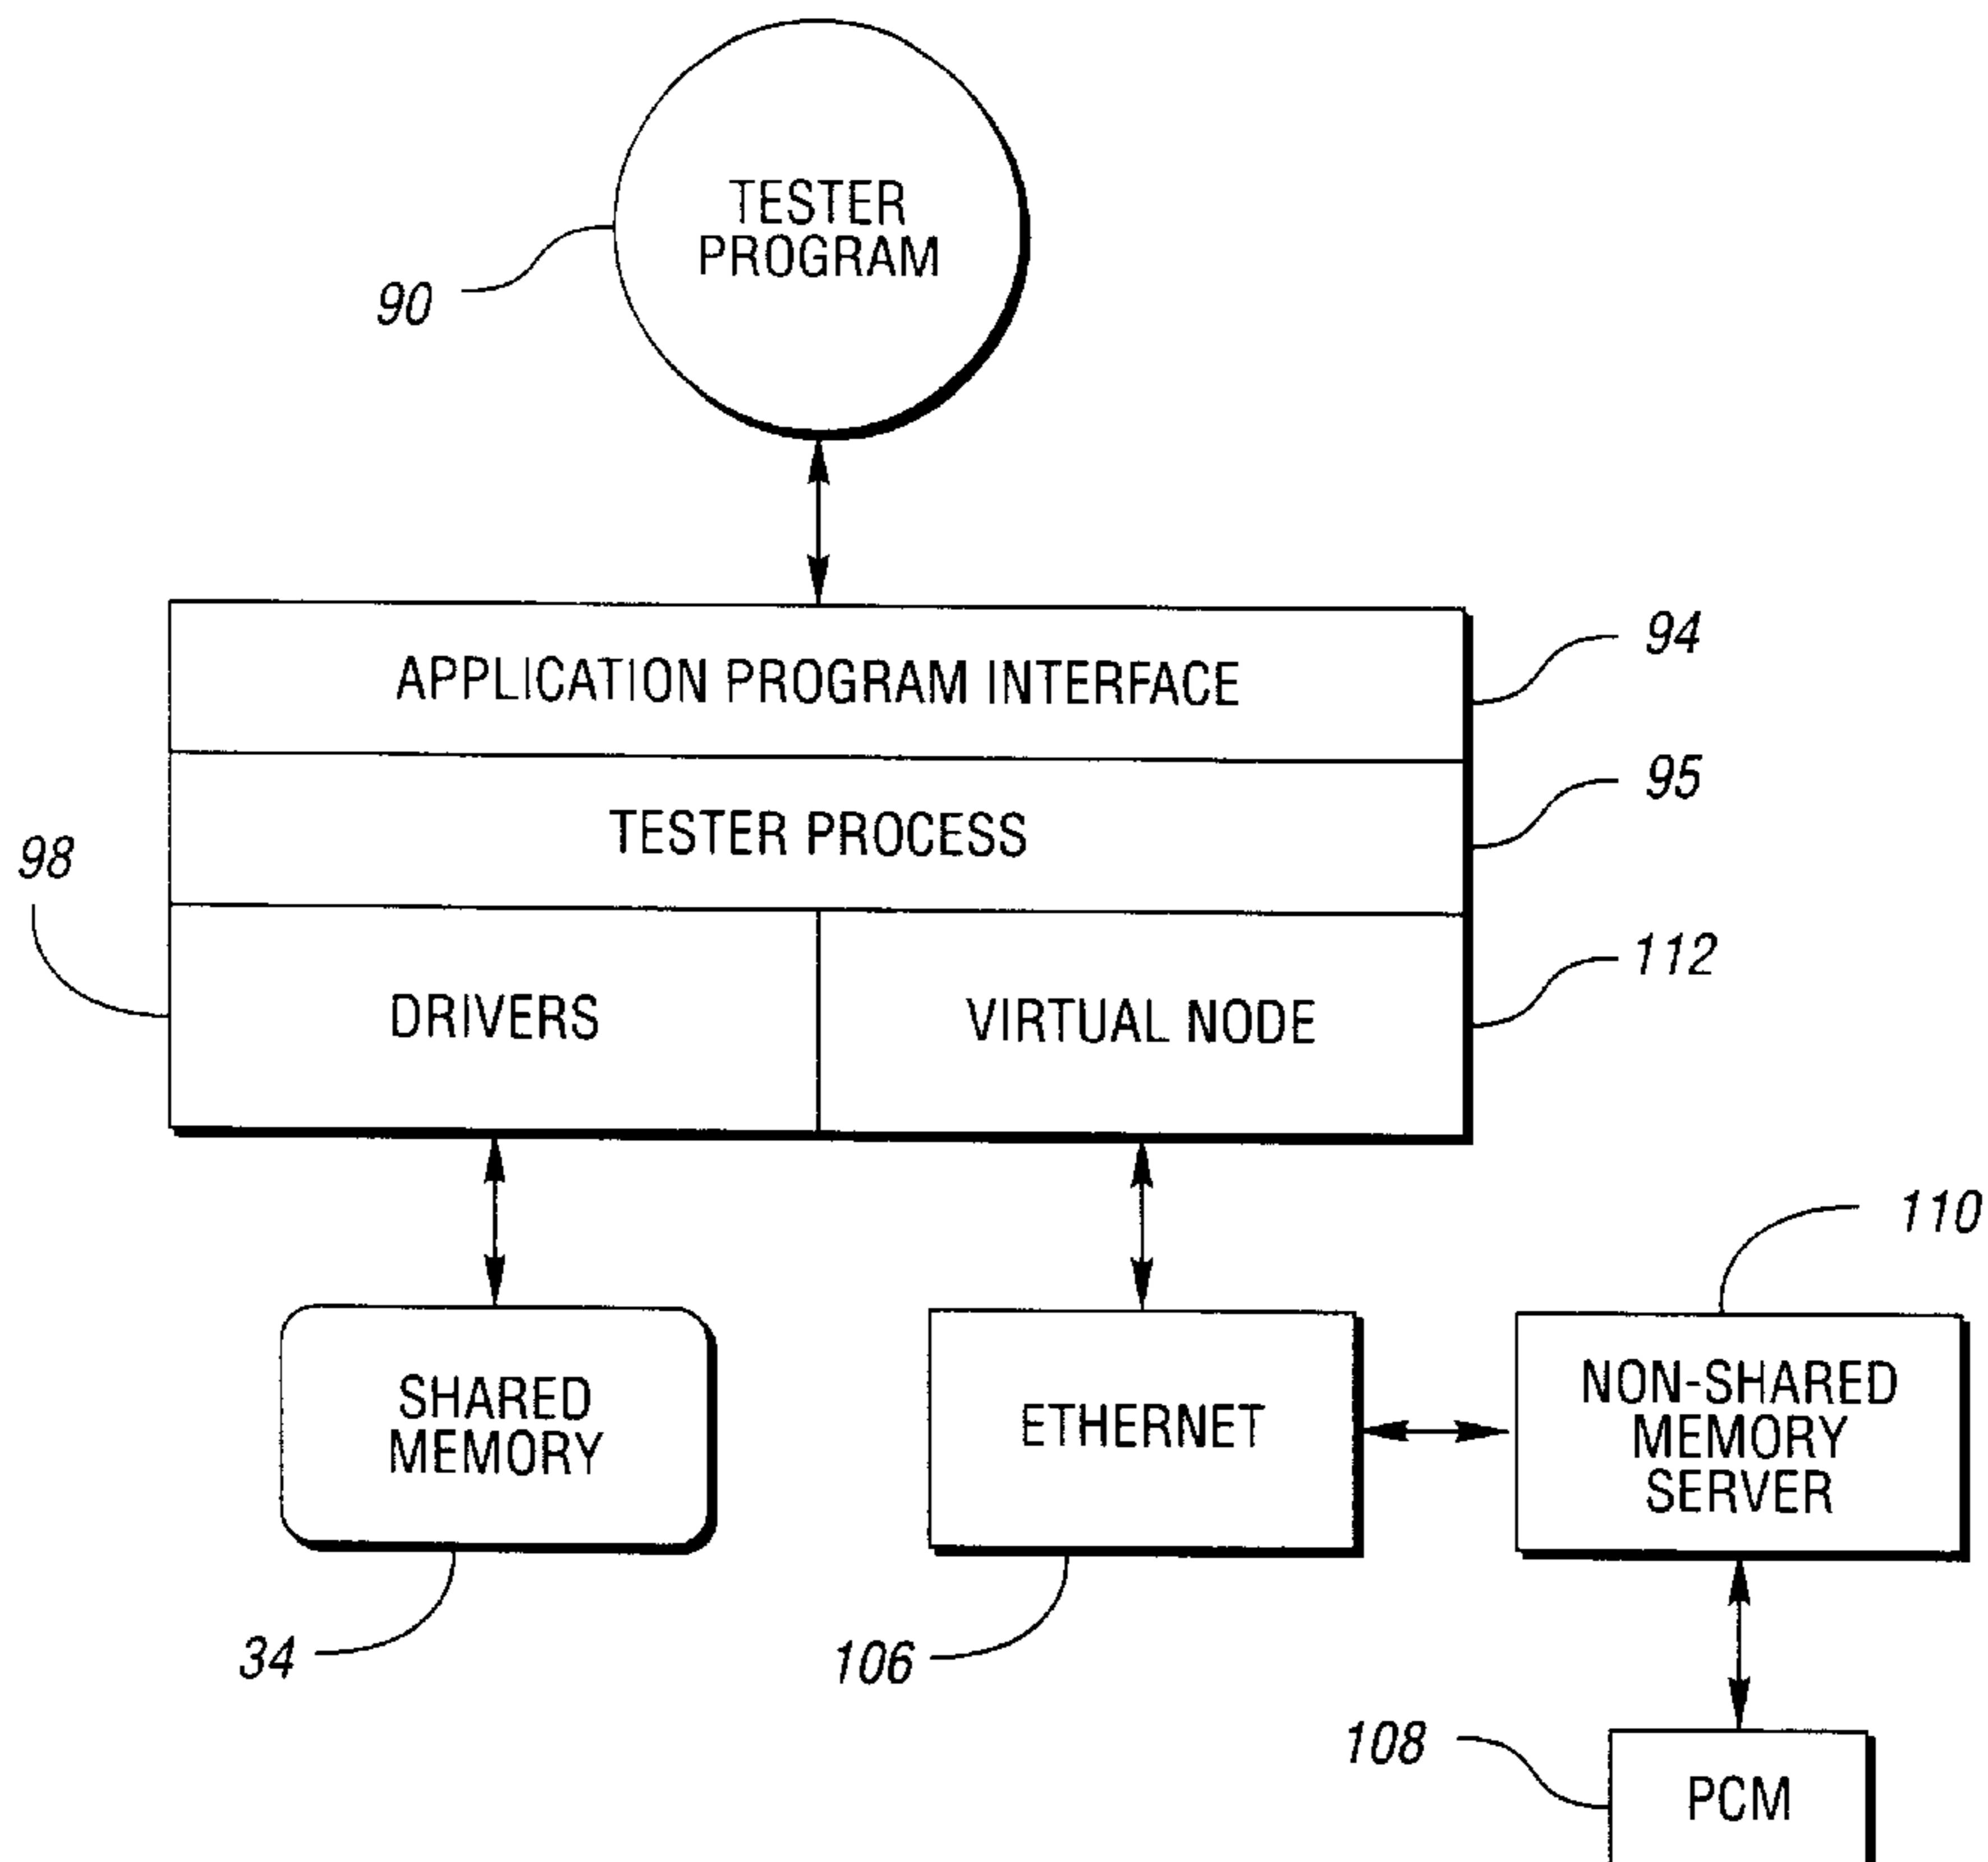 TESTER
PROGRAM
90
APPLICATION PROGRAM INTERFACE
94
TESTER PROCESS
95
98
DRIVERS
VIRTUAL NODE
112
110
SHARED
MEMORY
ETHERNET
NON-SHARED
MEMORY
SERVER
34
106
108
PCM